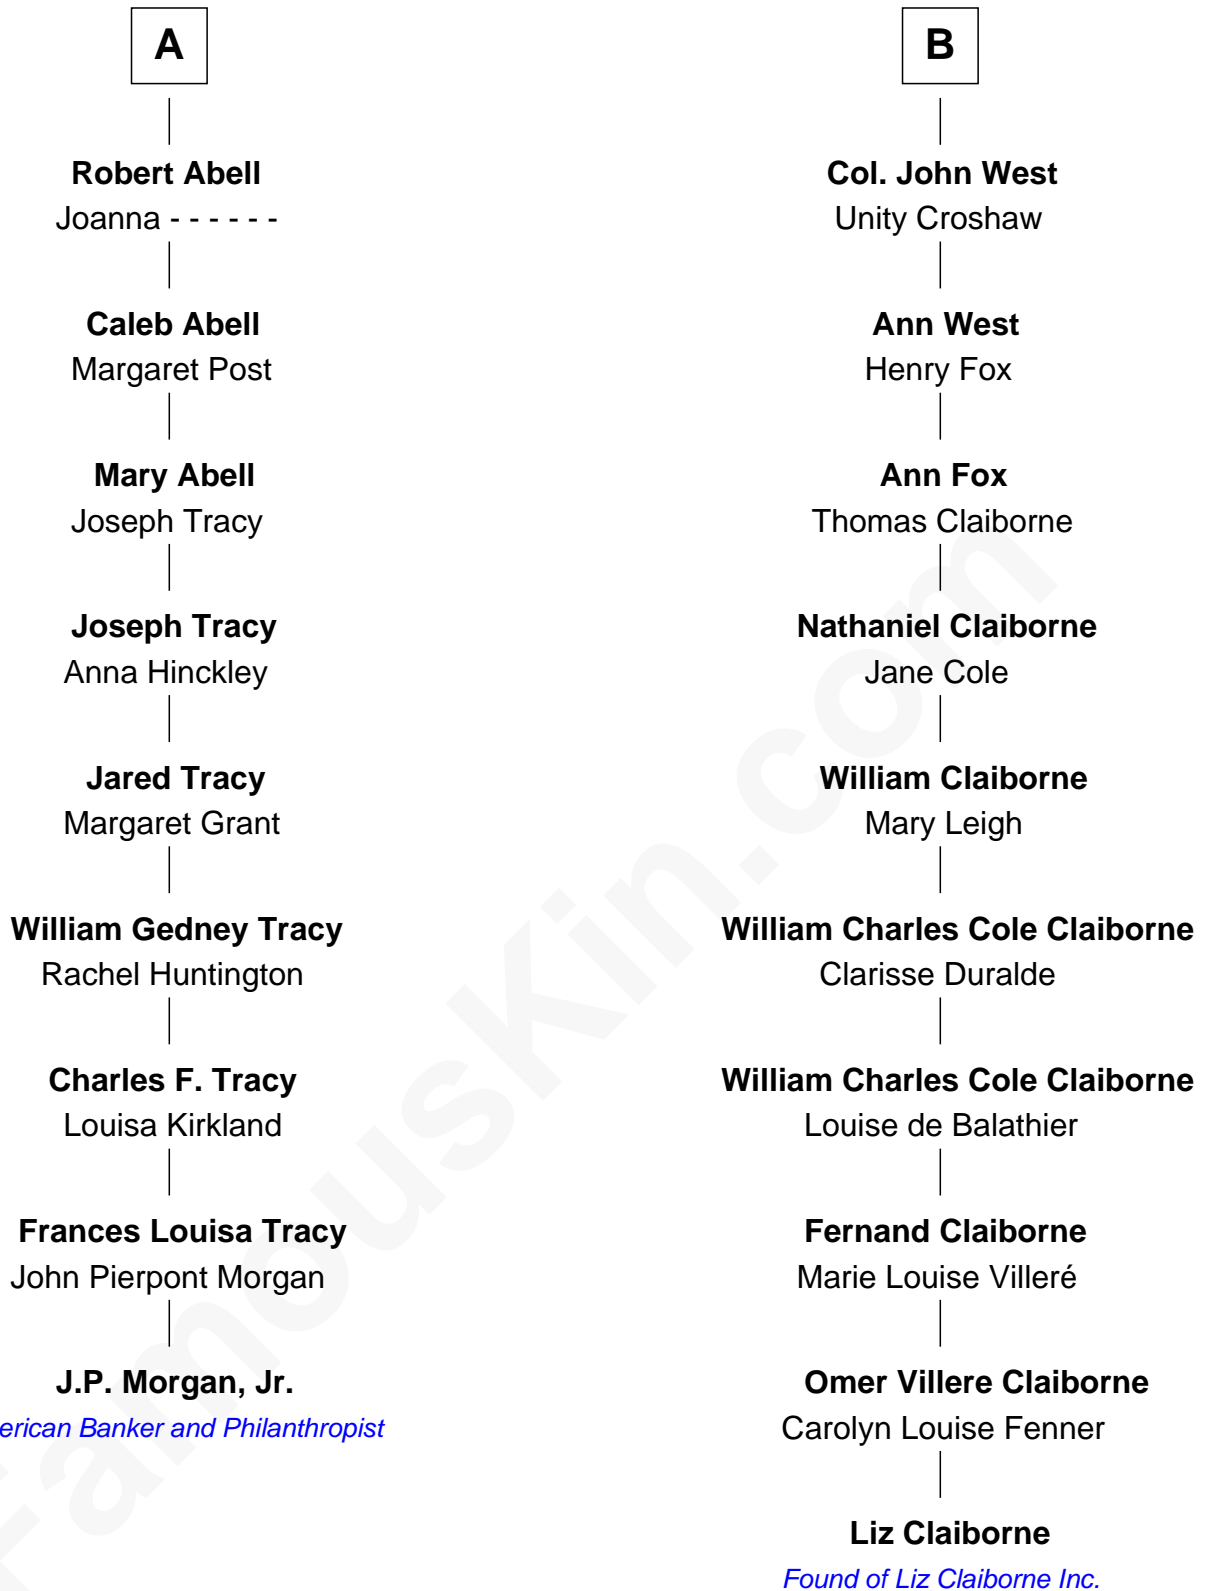 A
Robert Abell
Joanna - - - - - -
Caleb Abell
Margaret Post
Mary Abell
Joseph Tracy
Joseph Tracy
Anna Hinckley
Jared Tracy
Margaret Grant
William Gedney Tracy
Rachel Huntington
Charles F. Tracy
Louisa Kirkland
Frances Louisa Tracy
John Pierpont Morgan
J.P. Morgan, Jr.
erican Banker and Philanthropist
B
Col. John West
Unity Croshaw
Ann West
Henry Fox
Ann Fox
Thomas Claiborne
Nathaniel Claiborne
Jane Cole
William Claiborne
Mary Leigh
William Charles Cole Claiborne
Clarisse Duralde
William Charles Cole Claiborne
Louise de Balathier
Fernand Claiborne
Marie Louise Villeré
Omer Villere Claiborne
Carolyn Louise Fenner
Liz Claiborne
Found of Liz Claiborne Inc.
FamousKin.com